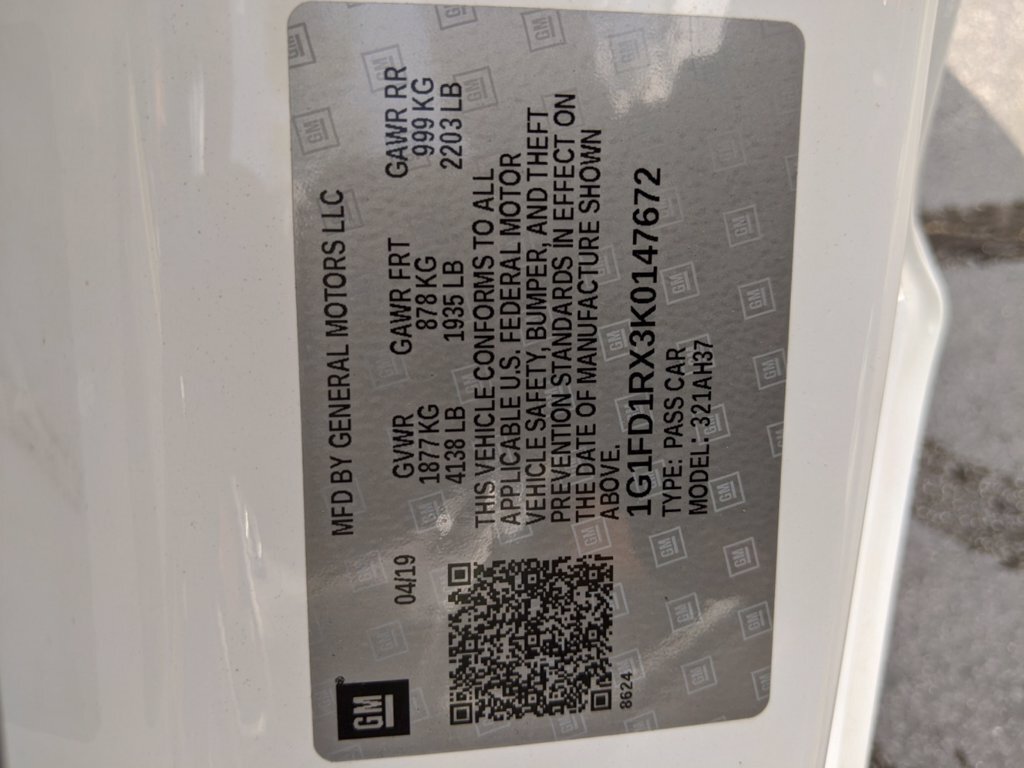 GM
MFD BY GENERAL MOTORS LLC
04/19
GVWR GAWR FRT GAWR RR
1877 KG 878 KG 999 KG
4138 LB 1935 LB 2203 LB
THIS VEHICLE CONFORMS TO ALL
APPLICABLE U.S. FEDERAL MOTOR
VEHICLE SAFETY, BUMPER, AND THEFT
PREVENTION STANDARDS IN EFFECT ON
THE DATE OF MANUFACTURE SHOWN
ABOVE.
1G1FD1RX3K0147672
TYPE: PASS CAR
MODEL: 321AH37
8624